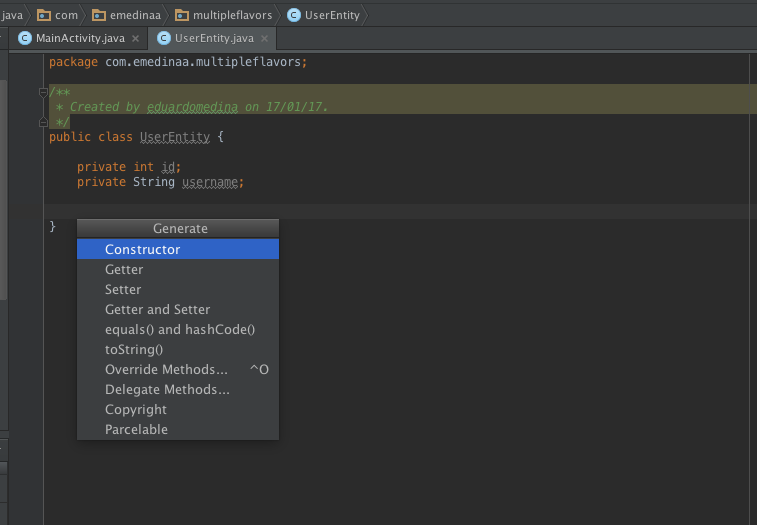 java com emedinaa multipleflavors UserEntity
MainActivity.java UserEntity.java
package com.emedinaa.multipleflavors;
/**
* Created by eduardomedina on 17/01/17.
*/
public class UserEntity {
private int id;
private String username;
}
Generate
Constructor
Getter
Setter
Getter and Setter
equals() and hashCode()
toString()
Override Methods... ^O
Delegate Methods...
Copyright
Parcelable